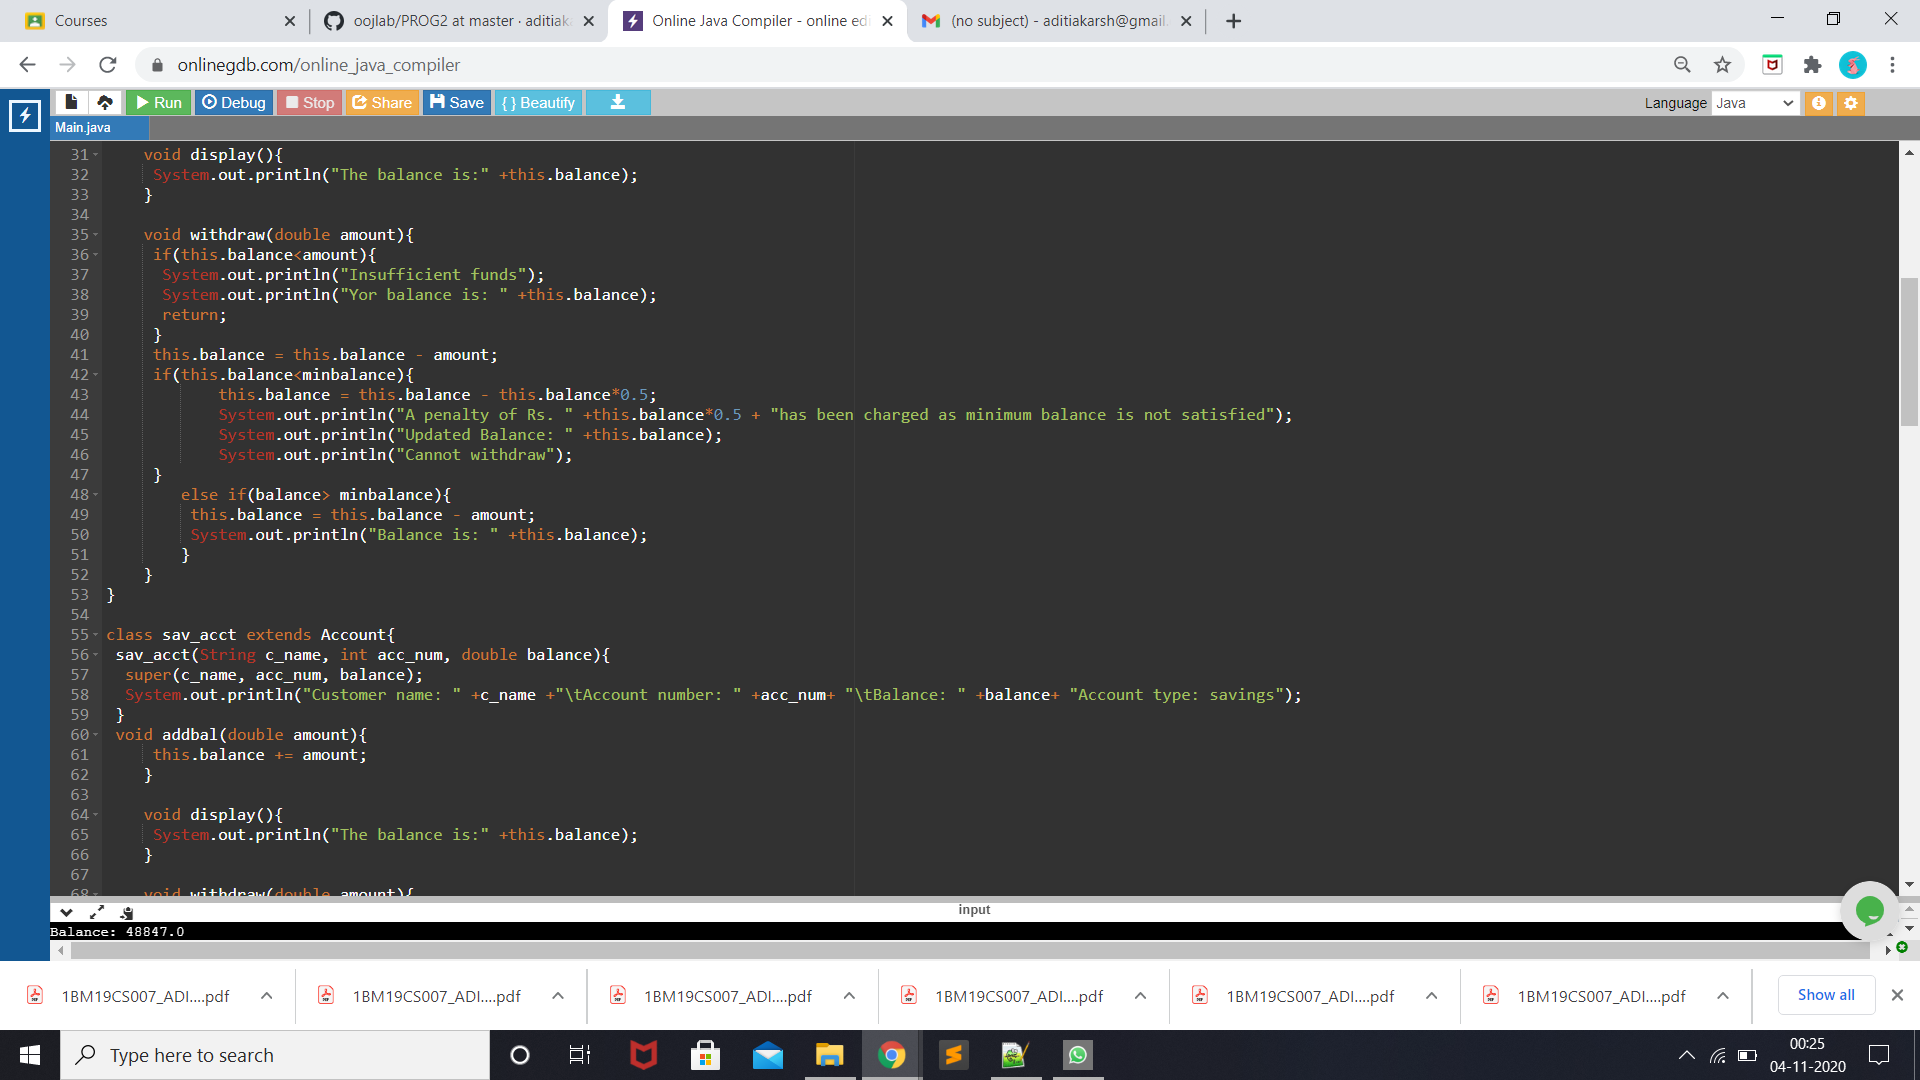 Courses
oojlab/PROG2 at master · aditiak
Online Java Compiler - online edi
(no subject) - aditiakarsh@gmail.
onlinegdb.com/online_java_compiler
Run Debug Stop Share Save { } Beautify
Language Java
Main.java
31 void display(){
32 System.out.println("The balance is:" +this.balance);
33 }
34
35 void withdraw(double amount){
36 if(this.balance<amount){
37 System.out.println("Insufficient funds");
38 System.out.println("Yor balance is: " +this.balance);
39 return;
40 }
41 this.balance = this.balance - amount;
42 if(this.balance<minbalance){
43 this.balance = this.balance - this.balance*0.5;
44 System.out.println("A penalty of Rs. " +this.balance*0.5 + "has been charged as minimum balance is not satisfied");
45 System.out.println("Updated Balance: " +this.balance);
46 System.out.println("Cannot withdraw");
47 }
48 else if(balance> minbalance){
49 this.balance = this.balance - amount;
50 System.out.println("Balance is: " +this.balance);
51 }
52 }
53 }
54
55 class sav_acct extends Account{
56 sav_acct(String c_name, int acc_num, double balance){
57 super(c_name, acc_num, balance);
58 System.out.println("Customer name: " +c_name +"\tAccount number: " +acc_num+ "\tBalance: " +balance+ "Account type: savings");
59 }
60 void addbal(double amount){
61 this.balance += amount;
62 }
63
64 void display(){
65 System.out.println("The balance is:" +this.balance);
66 }
67
68 void withdraw(double amount){
input
Balance: 48847.0
1BM19CS007_ADI....pdf
1BM19CS007_ADI....pdf
1BM19CS007_ADI....pdf
1BM19CS007_ADI....pdf
1BM19CS007_ADI....pdf
1BM19CS007_ADI....pdf
Show all
Type here to search
00:25
04-11-2020